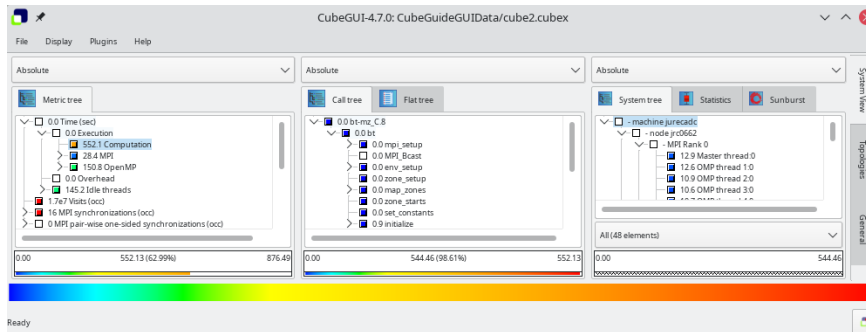 CubeGUI-4.7.0: CubeGuideGUIData/cube2.cubex
File Display Plugins Help
Absolute Absolute Absolute
Metric tree Call tree Flat tree System tree Statistics Sunburst
System View
Topologies
General
0.0 Time (sec)
0.0 Execution
552.1 Computation
28.4 MPI
150.8 OpenMP
0.0 Overhead
145.2 Idle threads
1.7e7 Visits (occ)
16 MPI synchronizations (occ)
0 MPI pair-wise one-sided synchronizations (occ)
0.00 552.13 (62.99%) 876.49
0.0 bt-mz_C.8
0.0 bt
0.0 mpi_setup
0.0 MPI_Bcast
0.0 env_setup
0.0 zone_setup
0.0 map_zones
0.0 zone_starts
0.0 set_constants
0.9 initialize
0.00 544.46 (98.61%) 552.13
- machine jurecadc
- node jrc0662
- MPI Rank 0
12.9 Master thread:0
12.6 OMP thread 1:0
10.9 OMP thread 2:0
10.6 OMP thread 3:0
All (48 elements)
0.00 544.46
Ready